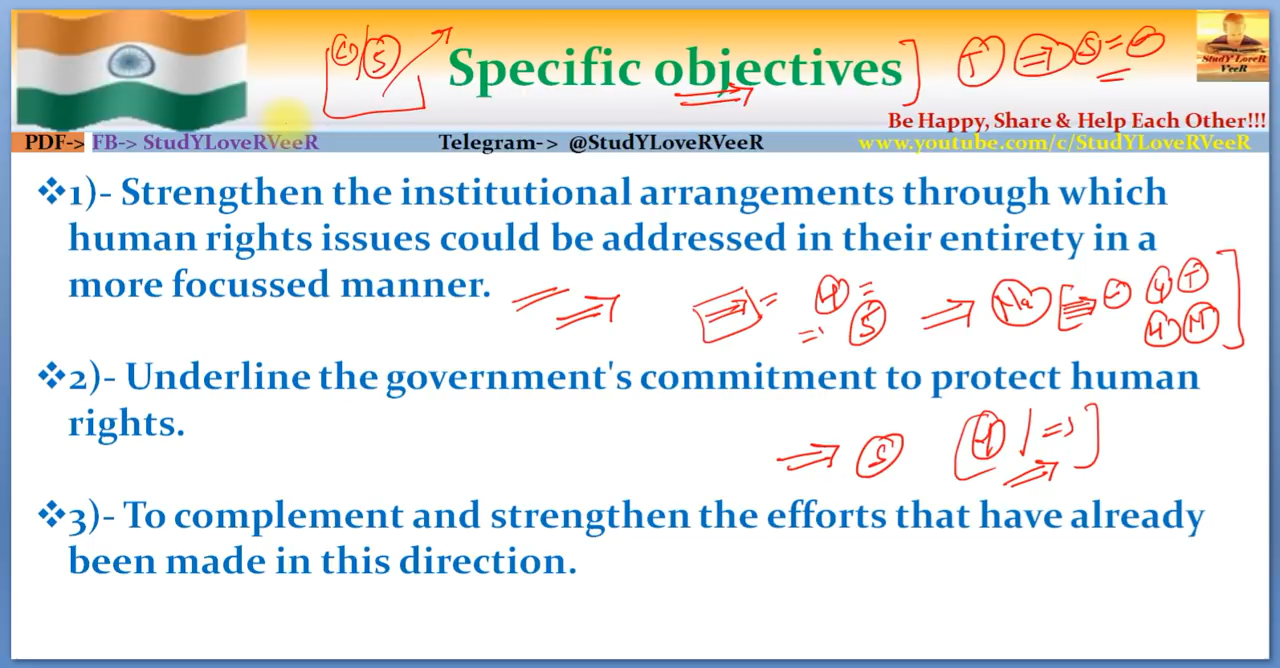 Specific objectives
StudY LoveR
VeeR
Be Happy, Share & Help Each Other!!!
PDF-> FB-> StudYLoveRVeeR
Telegram-> @StudYLoveRVeeR
www.youtube.com/c/StudYLoveRVeeR
❖1)- Strengthen the institutional arrangements through which
human rights issues could be addressed in their entirety in a
more focussed manner.
❖2)- Underline the government's commitment to protect human
rights.
❖3)- To complement and strengthen the efforts that have already
been made in this direction.